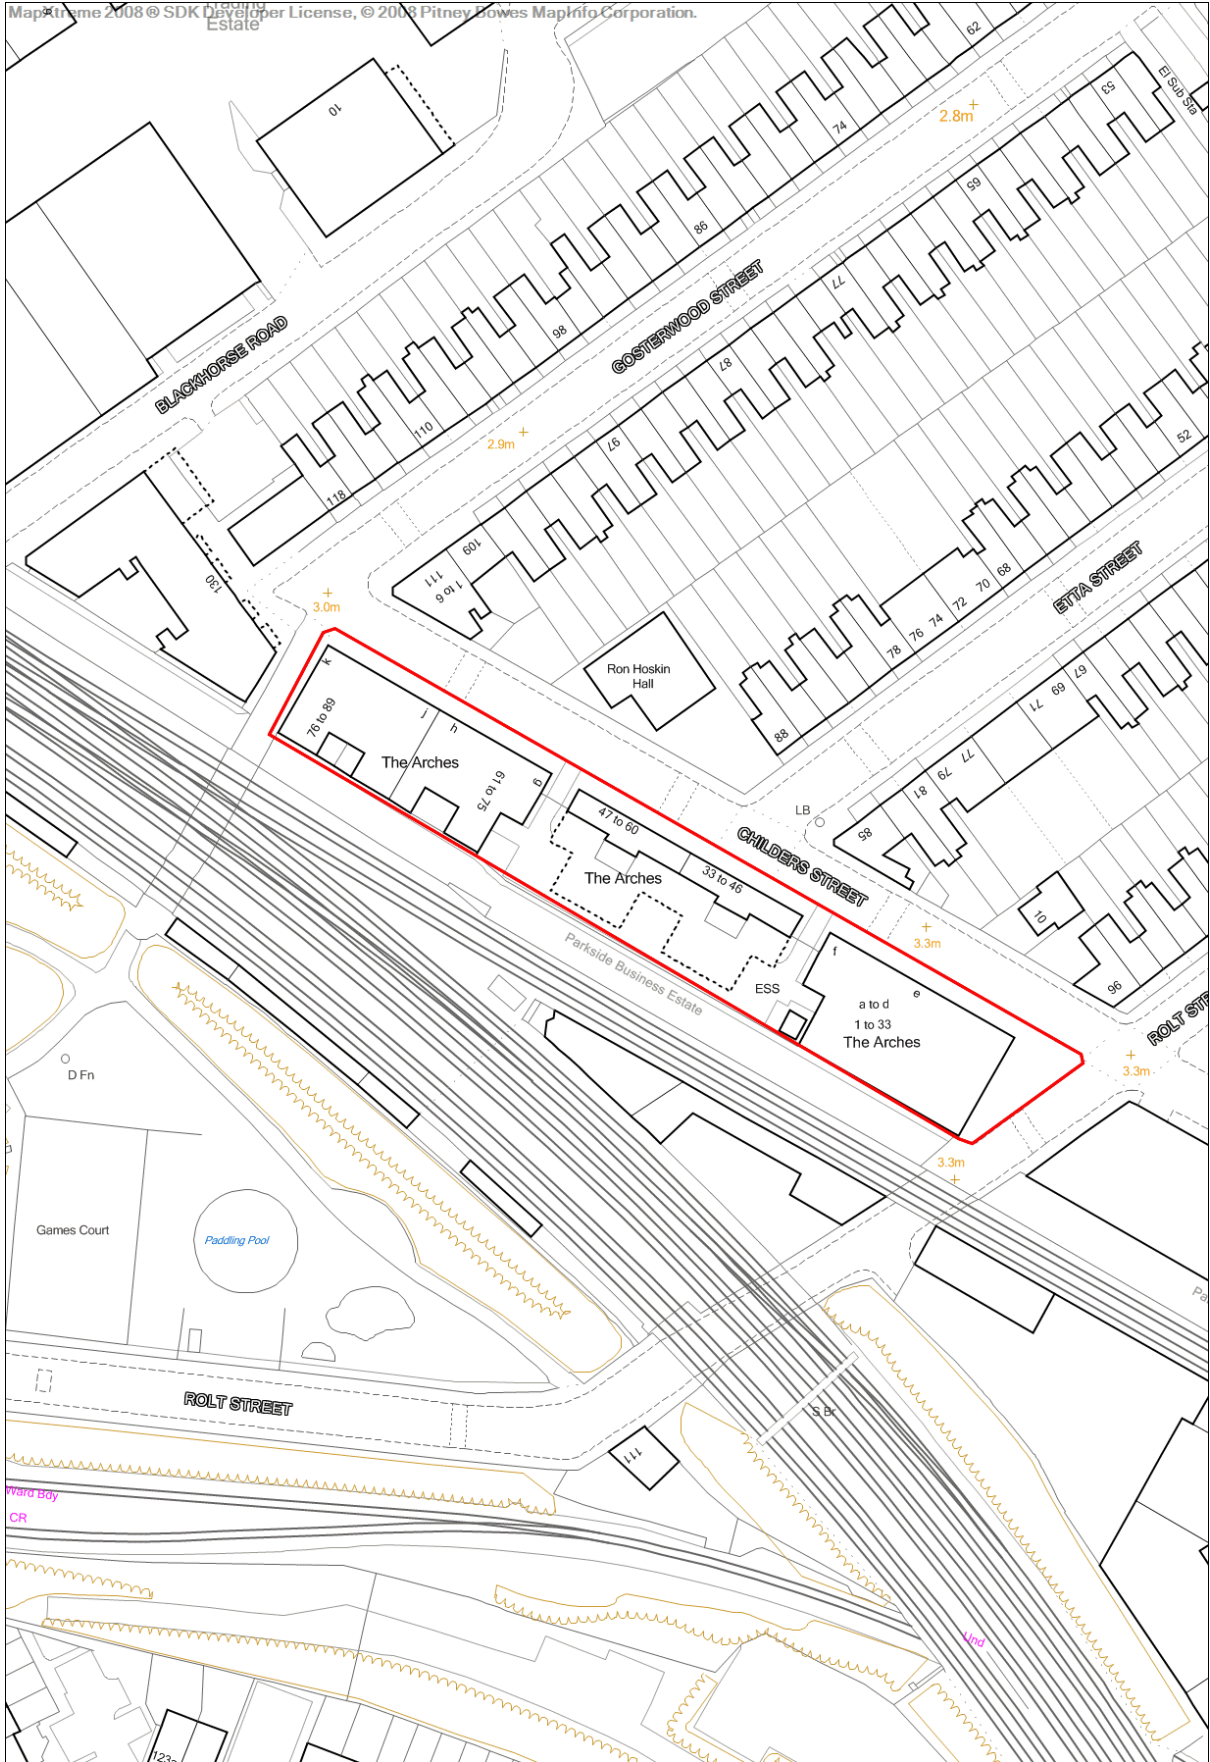 MapXtreme 2008 ® SDK Developer License, © 2008 Pitney Bowes MapInfo Corporation.
Trading
Estate
10
62
El Sub Sta
53
2.8m
74
65
86
GOSTERWOOD STREET
77
98
BLACKHORSE ROAD
87
110
2.9m
97
52
118
109
111
1 to 6
130
ETTA STREET
3.0m
68
70
72
74
76
78
88
Ron Hoskin
Hall
67
69
71
77
79
81
85
k
76 to 89
j
h
The Arches
61 to 75
g
LB
47 to 60
CHILDERS STREET
33 to 46
The Arches
10
3.3m
96
ROLT STR
Parkside Business Estate
ESS
f
e
a to d
1 to 33
The Arches
3.3m
D Fn
3.3m
Games Court
Paddling Pool
Pa
ROLT STREET
S Br
111
Ward Bdy
CR
Und
123a